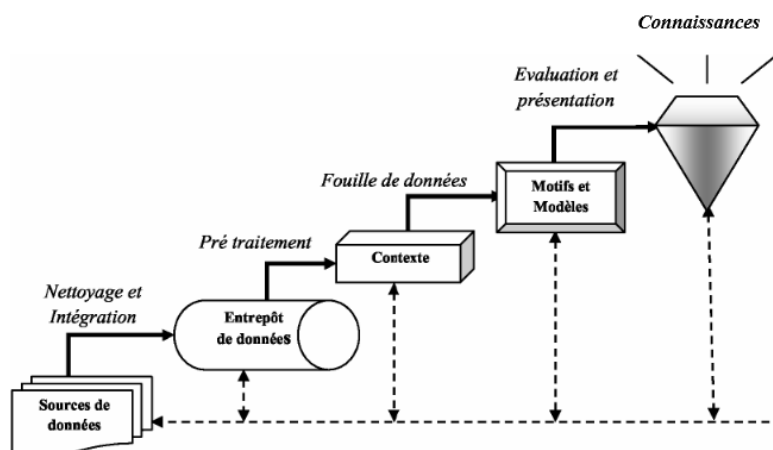 Connaissances
Evaluation et
présentation
Fouille de données
Motifs et
Modèles
Pré traitement
Contexte
Nettoyage et
Intégration
Entrepôt
de données
Sources de
données